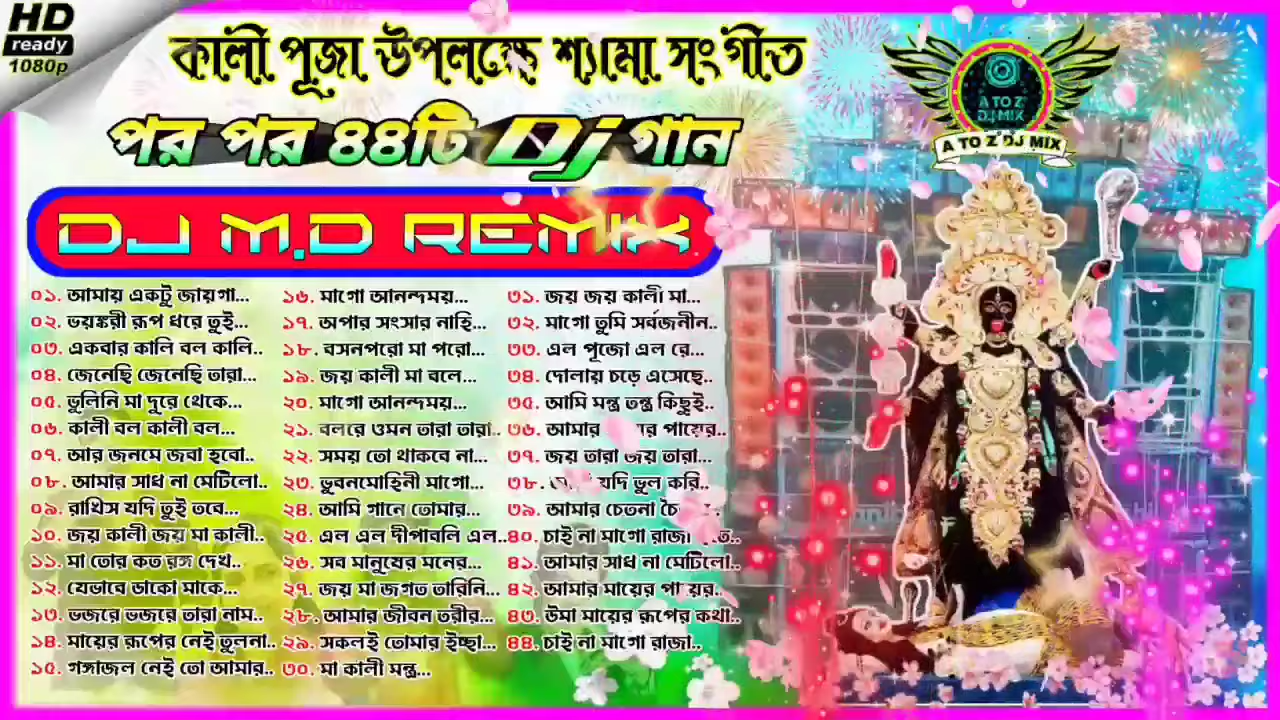 HD
ready
1080p
কালী পূজা উপলক্ষে শ্যামা সংগীত
পর পর ৪৪টি Dj গান
DJ M.D REMIX
A TO Z
DJ MIX
A TO Z DJ MIX
০১. আমায় একটু জায়গা...
০২. ভয়ঙ্করী রূপ ধরে তুই...
০৩. একবার কালি বল কালি..
০৪. জেনেছি জেনেছি তারা...
০৫. ভুলিনি মা দূরে থেকে...
০৬. কালী বল কালী বল...
০৭. আর জনমে জবা হবো..
০৮. আমার সাধ না মেটিলো..
০৯. রাখিস যদি তুই তবে...
১০. জয় কালী জয় মা কালী..
১১. মা তোর কত রঙ্গ দেখ..
১২. যেভাবে ডাকো মাকে...
১৩. ভজরে ভজরে তারা নাম..
১৪. মায়ের রূপের নেই তুলনা..
১৫. গঙ্গাজল নেই তো আমার..
১৬. মাগো আনন্দময়...
১৭. অপার সংসার নাহি...
১৮. বসনপরো মা পরো...
১৯. জয় কালী মা বলে...
২০. মাগো আনন্দময়...
২১. বলরে ওমন তারা তারা..
২২. সময় তো থাকবে না...
২৩. ভুবনমোহিনী মাগো...
২৪. আমি গানে তোমার...
২৫. এল এল দীপাবলি এল..
২৬. সব মানুষের মনের...
২৭. জয় মা জগত তারিনি...
২৮. আমার জীবন তরীর...
২৯. সকলই তোমার ইচ্ছা...
৩০. মা কালী মন্ত্র...
৩১. জয় জয় কালী মা...
৩২. মাগো তুমি সর্বজনীন..
৩৩. এল পূজো এল রে...
৩৪. দোলায় চড়ে এসেছে..
৩৫. আমি মন্ত্র তন্ত্র কিছুই..
৩৬. আমার পায়ের..
৩৭. জয় তারা জয় তারা...
৩৮. যদি ভুল করি..
৩৯. আমার চেতনা
৪০. চাই না মাগো রাজা
৪১. আমার সাধ না মেটিলো..
৪২. আমার মায়ের পায়ের..
৪৩. উমা মায়ের রূপের কথা..
৪৪. চাই না মাগো রাজা..